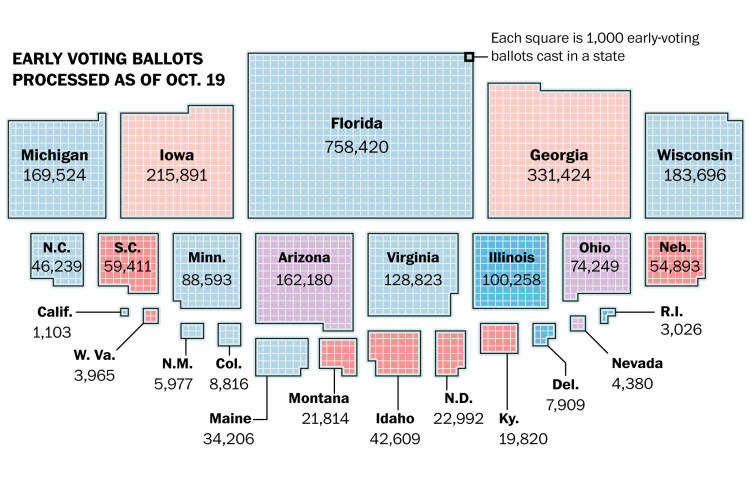 Each square is 1,000 early-voting
ballots cast in a state
EARLY VOTING BALLOTS
PROCESSED AS OF OCT. 19
Florida
758,420
Michigan
169,524
Iowa
215,891
Georgia
331,424
Wisconsin
183,696
N.C.
46,239
S.C.
59,411
Minn.
88,593
Arizona
162,180
Virginia
128,823
Illinois
100,258
Ohio
74,249
Neb.
54,893
Calif.
1,103
R.I.
3,026
W. Va.
3,965
N.M.
5,977
Col.
8,816
Nevada
4,380
Del.
7,909
Montana
21,814
N.D.
22,992
Maine
34,206
Idaho
42,609
Ky.
19,820